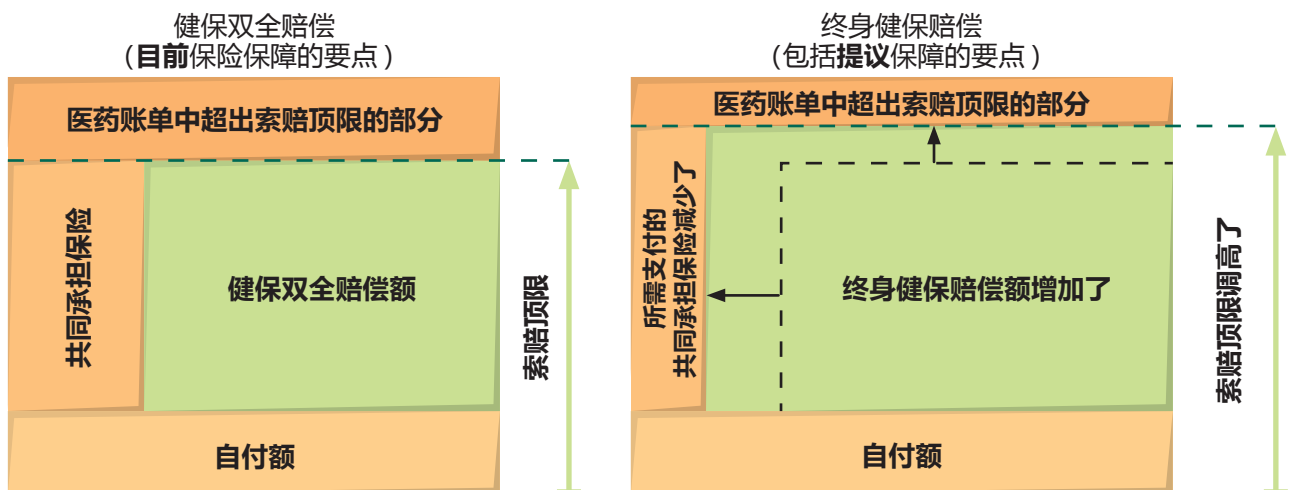 健保双全赔偿
（目前保险保障的要点）
医药账单中超出索赔顶限的部分
共同承担保险
健保双全赔偿额
索赔顶限
自付额
终身健保赔偿
（包括提议保障的要点）
医药账单中超出索赔顶限的部分
所需支付的
共同承担保险减少了
终身健保赔偿额增加了
索赔顶限调高了
自付额